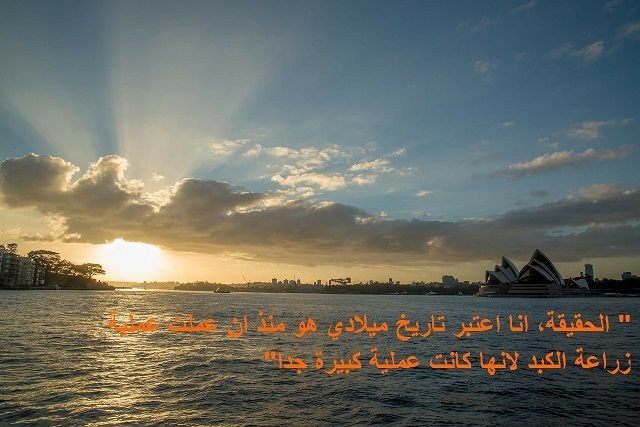 " الحقيقة، انا اعتبر تاريخ ميلادي هو منذ ان عملت عملية
زراعة الكبد لانها كانت عملية كبيرة جدا"